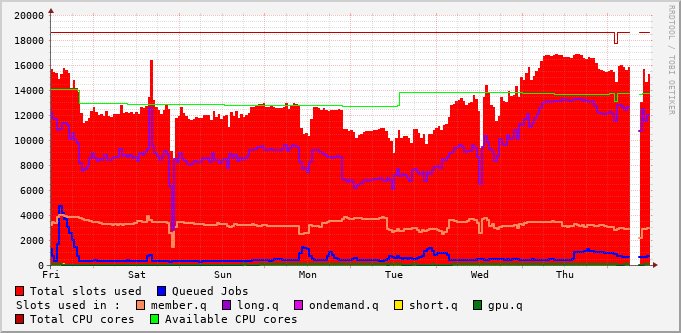 20000
18000
16000
14000
12000
10000
8000
6000
4000
2000
0
Fri Sat Sun Mon Tue Wed Thu
RRDTOOL / TOBI OETIKER
Total slots used Queued Jobs
Slots used in : member.q long.q ondemand.q short.q gpu.q
Total CPU cores Available CPU cores